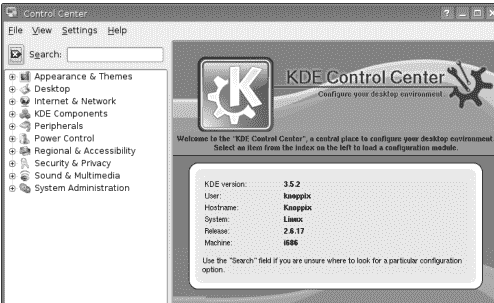 Control Center
File View Settings Help
Search:
Appearance & Themes
Desktop
Internet & Network
KDE Components
Peripherals
Power Control
Regional & Accessibility
Security & Privacy
Sound & Multimedia
System Administration
KDE Control Center
Configure your desktop environment
Welcome to the "KDE Control Center", a central place to configure your desktop environment
Select an item from the index on the left to load a configuration module.
KDE version: 3.5.2
User: knoppix
Hostname: Knoppix
System: Linux
Release: 2.6.17
Machine: i686
Use the "Search" field if you are unsure where to look for a particular configuration
option.